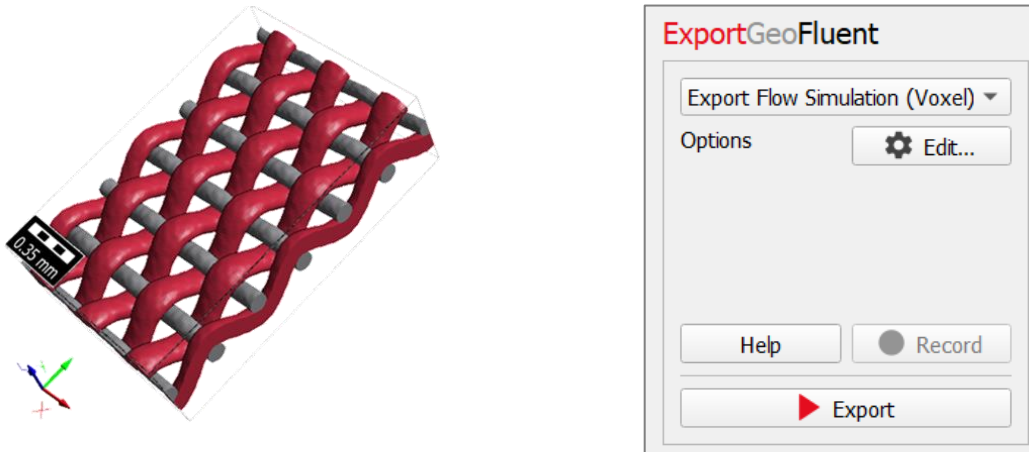 0.35 mm
X
ExportGeoFluent
Export Flow Simulation (Voxel)
Options
Edit...
Help
Record
Export